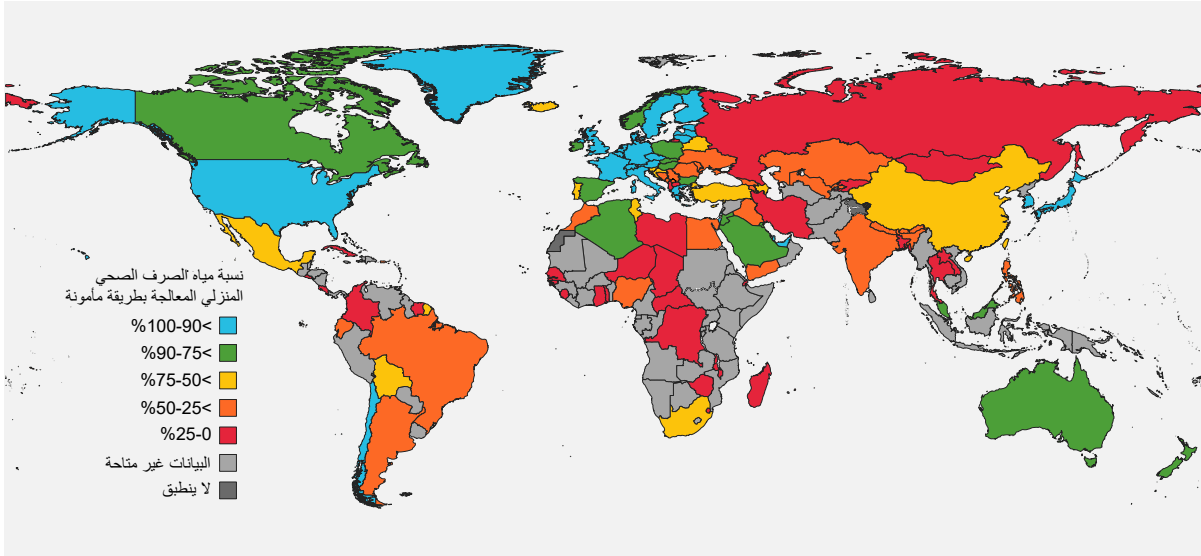 نسبة مياه الصرف الصحي
المنزلي المعالجة بطريقة مأمونة
%100-90<
%90-75<
%75-50<
%50-25<
%25-0
البيانات غير متاحة
لا ينطبق